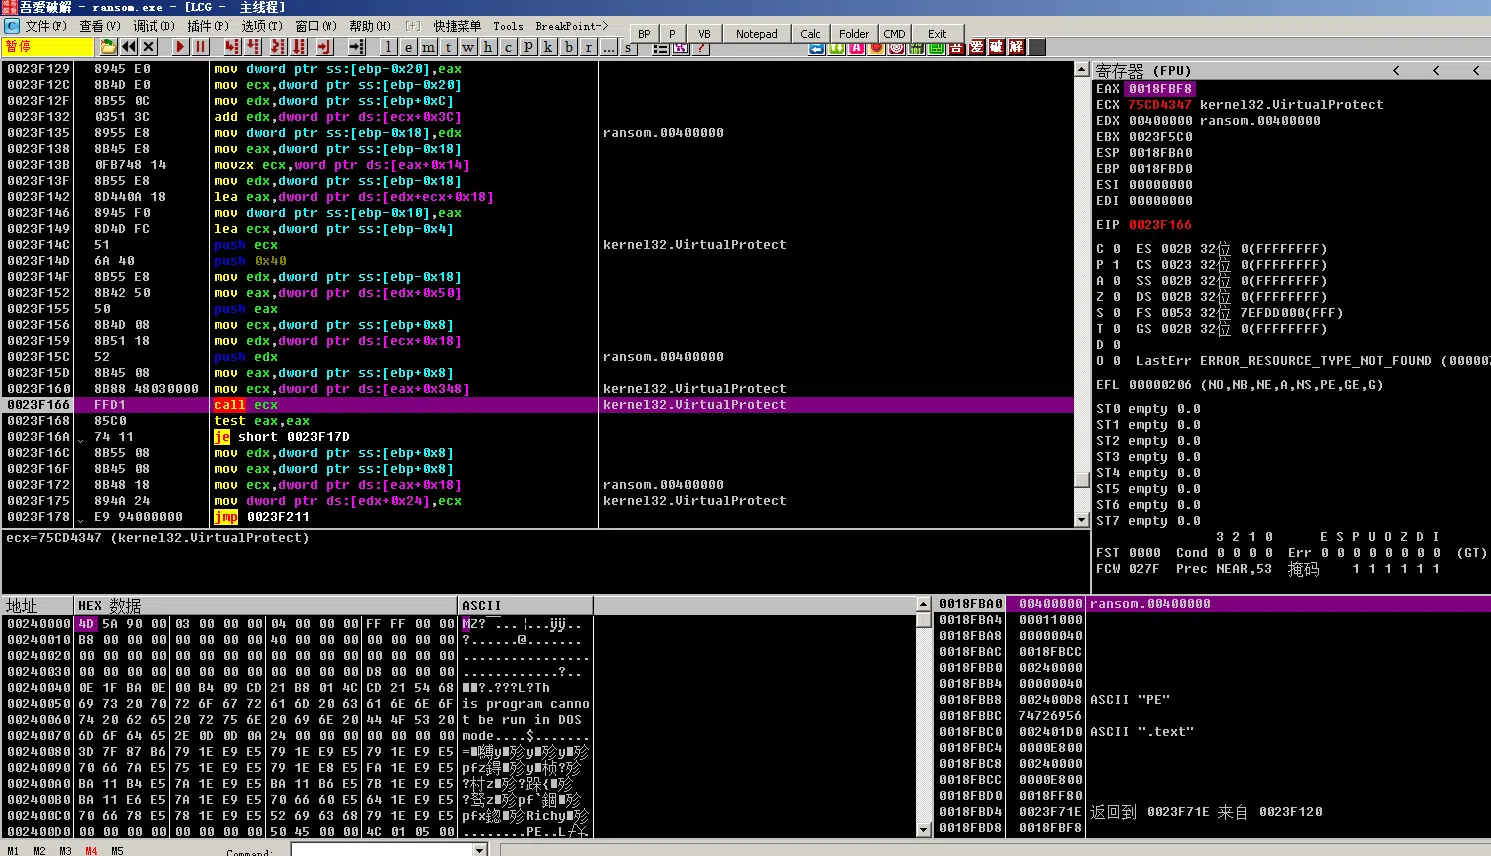 吾爱破解 - ransom.exe - [LCG - 主线程]
文件(F) 查看(V) 调试(D) 插件(P) 选项(T) 窗口(W) 帮助(H) [+] 快捷菜单 Tools BreakPoint->
BP P VB Notepad Calc Folder CMD Exit
暂停 l e m t w h c p k b r ... s 吾 爱 破 解
0023F129 8945 E0 mov dword ptr ss:[ebp-0x20],eax
0023F12C 8B4D E0 mov ecx,dword ptr ss:[ebp-0x20]
0023F12F 8B55 0C mov edx,dword ptr ss:[ebp+0xC]
0023F132 0351 3C add edx,dword ptr ds:[ecx+0x3C]
0023F135 8955 E8 mov dword ptr ss:[ebp-0x18],edx ransom.00400000
0023F138 8B45 E8 mov eax,dword ptr ss:[ebp-0x18]
0023F13B 0FB748 14 movzx ecx,word ptr ds:[eax+0x14]
0023F13F 8B55 E8 mov edx,dword ptr ss:[ebp-0x18]
0023F142 8D440A 18 lea eax,dword ptr ds:[edx+ecx+0x18]
0023F146 8945 F0 mov dword ptr ss:[ebp-0x10],eax
0023F149 8D4D FC lea ecx,dword ptr ss:[ebp-0x4]
0023F14C 51 push ecx kernel32.VirtualProtect
0023F14D 6A 40 push 0x40
0023F14F 8B55 E8 mov edx,dword ptr ss:[ebp-0x18]
0023F152 8B42 50 mov eax,dword ptr ds:[edx+0x50]
0023F155 50 push eax
0023F156 8B4D 08 mov ecx,dword ptr ss:[ebp+0x8]
0023F159 8B51 18 mov edx,dword ptr ds:[ecx+0x18]
0023F15C 52 push edx ransom.00400000
0023F15D 8B45 08 mov eax,dword ptr ss:[ebp+0x8]
0023F160 8B88 48030000 mov ecx,dword ptr ds:[eax+0x348] kernel32.VirtualProtect
0023F166 FFD1 call ecx kernel32.VirtualProtect
0023F168 85C0 test eax,eax
0023F16A 74 11 je short 0023F17D
0023F16C 8B55 08 mov edx,dword ptr ss:[ebp+0x8]
0023F16F 8B45 08 mov eax,dword ptr ss:[ebp+0x8]
0023F172 8B48 18 mov ecx,dword ptr ds:[eax+0x18] ransom.00400000
0023F175 894A 24 mov dword ptr ds:[edx+0x24],ecx kernel32.VirtualProtect
0023F178 E9 94000000 jmp 0023F211
ecx=75CD4347 (kernel32.VirtualProtect)
寄存器 (FPU) < < <
EAX 0018FBF8
ECX 75CD4347 kernel32.VirtualProtect
EDX 00400000 ransom.00400000
EBX 0023F5C0
ESP 0018FBA0
EBP 0018FBD0
ESI 00000000
EDI 00000000
EIP 0023F166
C 0 ES 002B 32位 0(FFFFFFFF)
P 1 CS 0023 32位 0(FFFFFFFF)
A 0 SS 002B 32位 0(FFFFFFFF)
Z 0 DS 002B 32位 0(FFFFFFFF)
S 0 FS 0053 32位 7EFDD000(FFF)
T 0 GS 002B 32位 0(FFFFFFFF)
D 0
O 0 LastErr ERROR_RESOURCE_TYPE_NOT_FOUND (000007
EFL 00000206 (NO,NB,NE,A,NS,PE,GE,G)
ST0 empty 0.0
ST1 empty 0.0
ST2 empty 0.0
ST3 empty 0.0
ST4 empty 0.0
ST5 empty 0.0
ST6 empty 0.0
ST7 empty 0.0
3 2 1 0 E S P U O Z D I
FST 0000 Cond 0 0 0 0 Err 0 0 0 0 0 0 0 0 (GT)
FCW 027F Prec NEAR,53 掩码 1 1 1 1 1 1
地址 HEX 数据 ASCII
00240000 4D 5A 90 00 03 00 00 00 04 00 00 00 FF FF 00 00 MZ?
00240010 B8 00 00 00 00 00 00 00 40 00 00 00 00 00 00 00 ?......@.......
00240020 00 00 00 00 00 00 00 00 00 00 00 00 00 00 00 00 ................
00240030 00 00 00 00 00 00 00 00 00 00 00 00 D8 00 00 00 ............?..
00240040 0E 1F BA 0E 00 B4 09 CD 21 B8 01 4C CD 21 54 68 ?.???L?Th
00240050 69 73 20 70 72 6F 67 72 61 6D 20 63 61 6E 6E 6F is program canno
00240060 74 20 62 65 20 72 75 6E 20 69 6E 20 44 4F 53 20 t be run in DOS
00240070 6D 6F 64 65 2E 0D 0D 0A 24 00 00 00 00 00 00 00 mode....$.......
00240080 3D 7F 87 B6 79 1E E9 E5 79 1E E9 E5 79 1E E9 E5
00240090 70 66 7A E5 75 1E E9 E5 79 1E E8 E5 FA 1E E9 E5
002400A0 BA 11 B4 E5 7A 1E E9 E5 BA 11 B6 E5 7B 1E E9 E5
002400B0 BA 11 E6 E5 7A 1E E9 E5 70 66 60 E5 64 1E E9 E5
002400C0 70 66 78 E5 78 1E E9 E5 52 69 63 68 79 1E E9 E5
002400D0 00 00 00 00 00 00 00 00 50 45 00 00 4C 01 05 00 ........PE..L
0018FBA0 00400000 ransom.00400000
0018FBA4 00011000
0018FBA8 00000040
0018FBAC 0018FBCC
0018FBB0 00240000
0018FBB4 00000040
0018FBB8 002400D8 ASCII "PE"
0018FBBC 74726956
0018FBC0 002401D0 ASCII ".text"
0018FBC4 0000E800
0018FBC8 00240000
0018FBCC 0000E800
0018FBD0 0018FF80
0018FBD4 0023F71E 返回到 0023F71E 来自 0023F120
0018FBD8 0018FBF8
M1 M2 M3 M4 M5 Command: